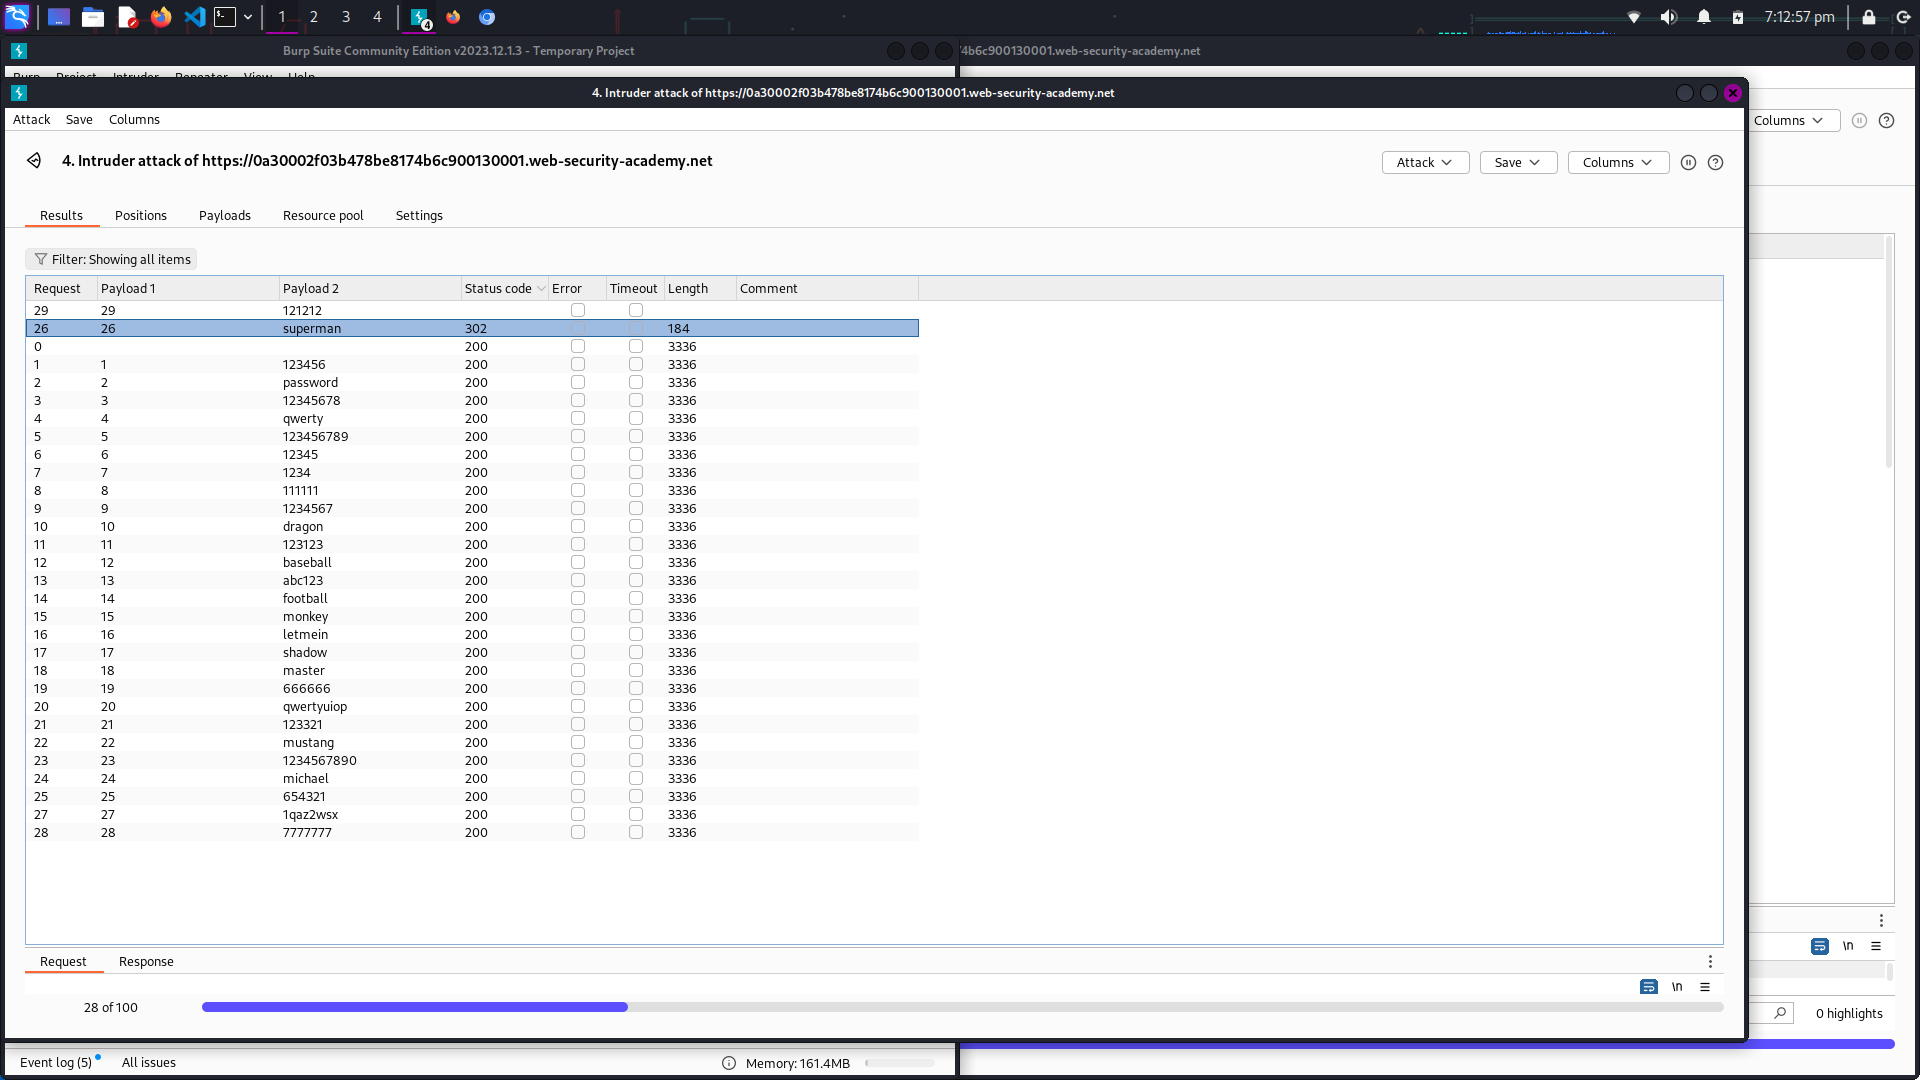 1 2 3 4 4 7:12:57 pm
Burp Suite Community Edition v2023.12.1.3 - Temporary Project
74b6c900130001.web-security-academy.net
Burp Project Intruder Repeater View Help
4. Intruder attack of https://0a30002f03b478be8174b6c900130001.web-security-academy.net
Attack Save Columns
Columns
4. Intruder attack of https://0a30002f03b478be8174b6c900130001.web-security-academy.net
Attack Save Columns
Results Positions Payloads Resource pool Settings
Filter: Showing all items
Request Payload 1 Payload 2 Status code Error Timeout Length Comment
29 29 121212
26 26 superman 302 184
0 200 3336
1 1 123456 200 3336
2 2 password 200 3336
3 3 12345678 200 3336
4 4 qwerty 200 3336
5 5 123456789 200 3336
6 6 12345 200 3336
7 7 1234 200 3336
8 8 111111 200 3336
9 9 1234567 200 3336
10 10 dragon 200 3336
11 11 123123 200 3336
12 12 baseball 200 3336
13 13 abc123 200 3336
14 14 football 200 3336
15 15 monkey 200 3336
16 16 letmein 200 3336
17 17 shadow 200 3336
18 18 master 200 3336
19 19 666666 200 3336
20 20 qwertyuiop 200 3336
21 21 123321 200 3336
22 22 mustang 200 3336
23 23 1234567890 200 3336
24 24 michael 200 3336
25 25 654321 200 3336
27 27 1qaz2wsx 200 3336
28 28 7777777 200 3336
\n
Request Response
\n
28 of 100
0 highlights
Event log (5) All issues Memory: 161.4MB